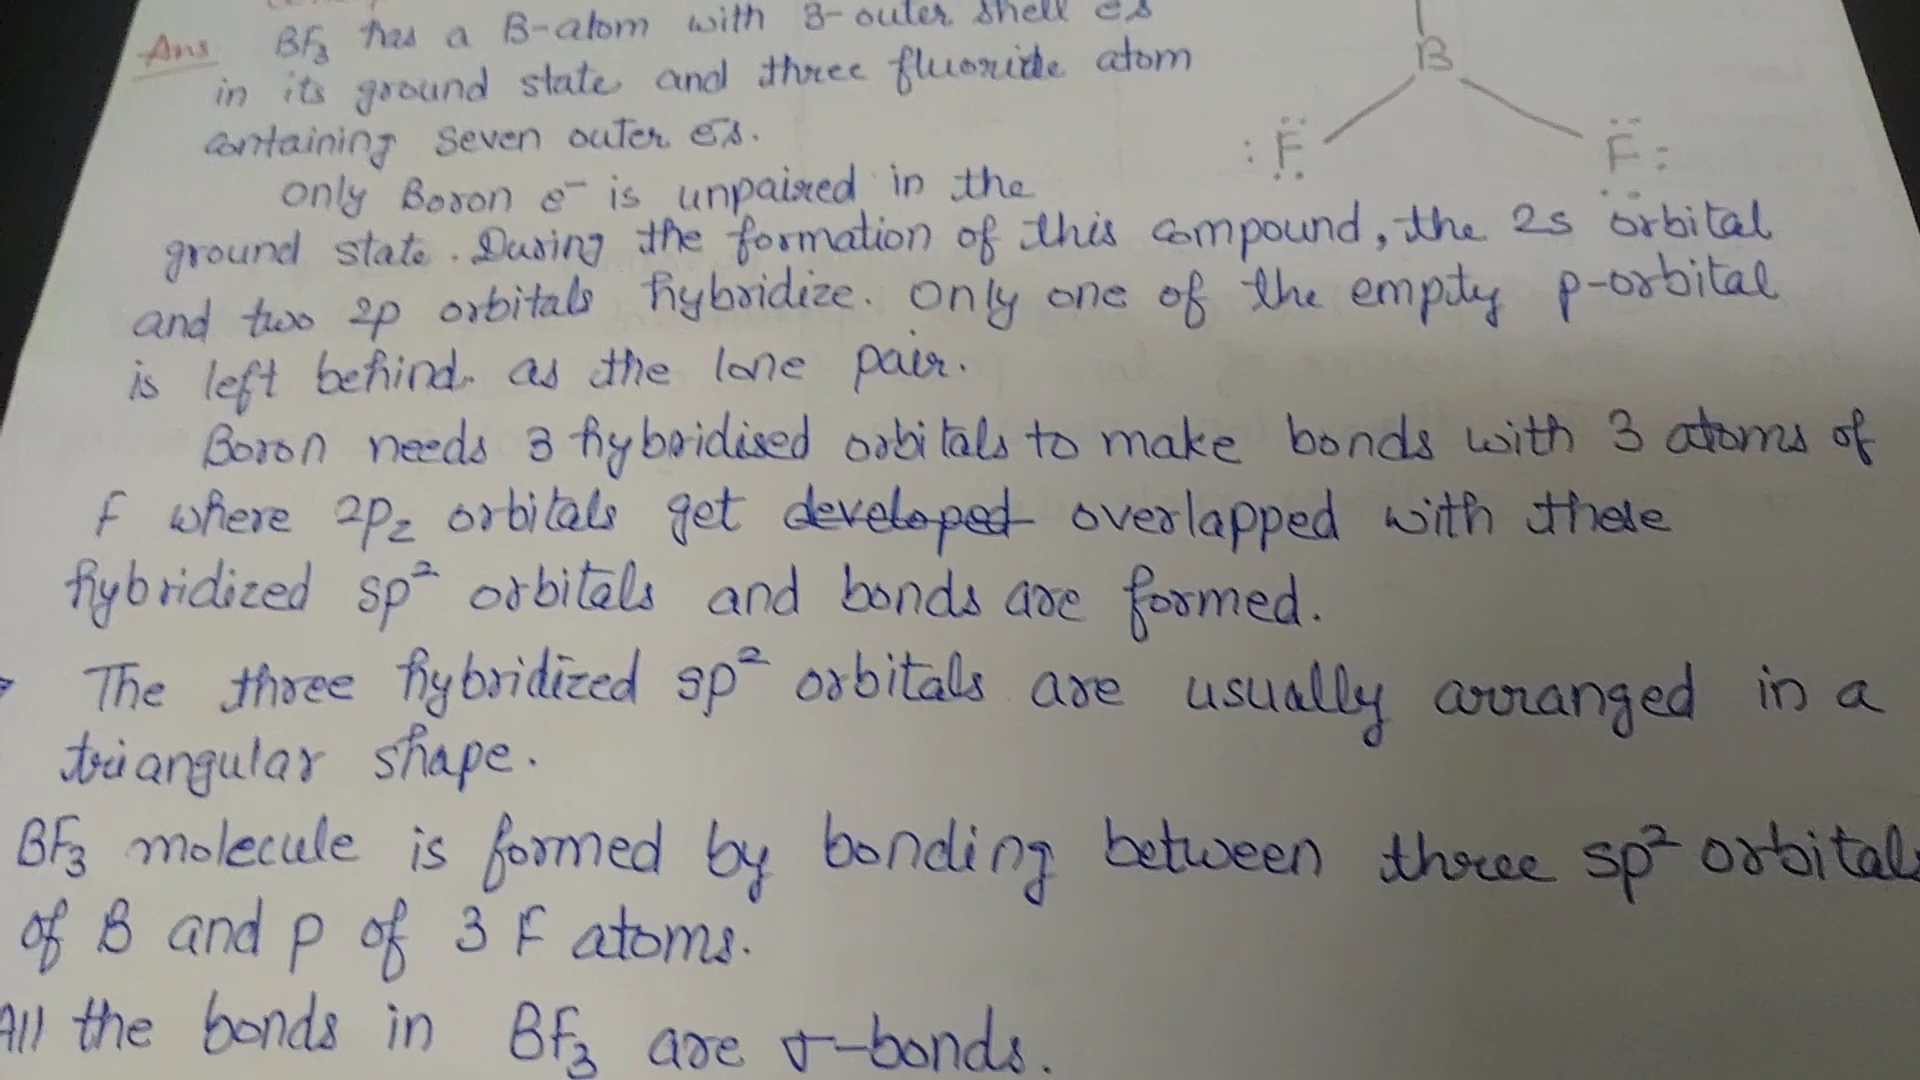 Ans BF3 has a B-atom with 3-outer shell e⁻s
in its ground state and three fluoride atom
containing seven outer e⁻s.
only Boron e⁻ is unpaired in the
ground state. During the formation of this compound, the 2s orbital
and two 2p orbitals hybridize. Only one of the empty p-orbital
is left behind as the lone pair.
Boron needs 3 hybridised orbitals to make bonds with 3 atoms of
F where 2pz orbitals get developed overlapped with these
hybridized sp² orbitals and bonds are formed.
The three hybridized sp² orbitals are usually arranged in a
triangular shape.
BF3 molecule is formed by bonding between three sp² orbitals
of B and p of 3 F atoms.
All the bonds in BF3 are σ-bonds.
B
:F F: